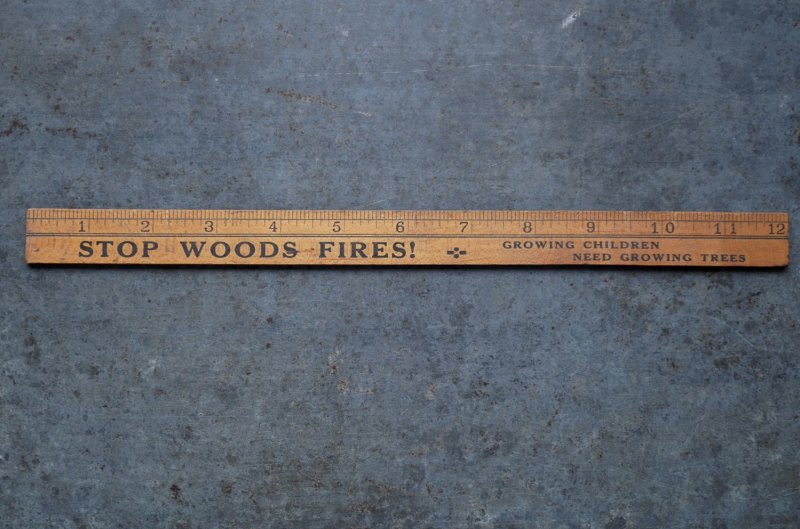 1 2 3 4 5 6 7 8 9 10 11 12
STOP WOODS FIRES! GROWING CHILDREN
NEED GROWING TREES